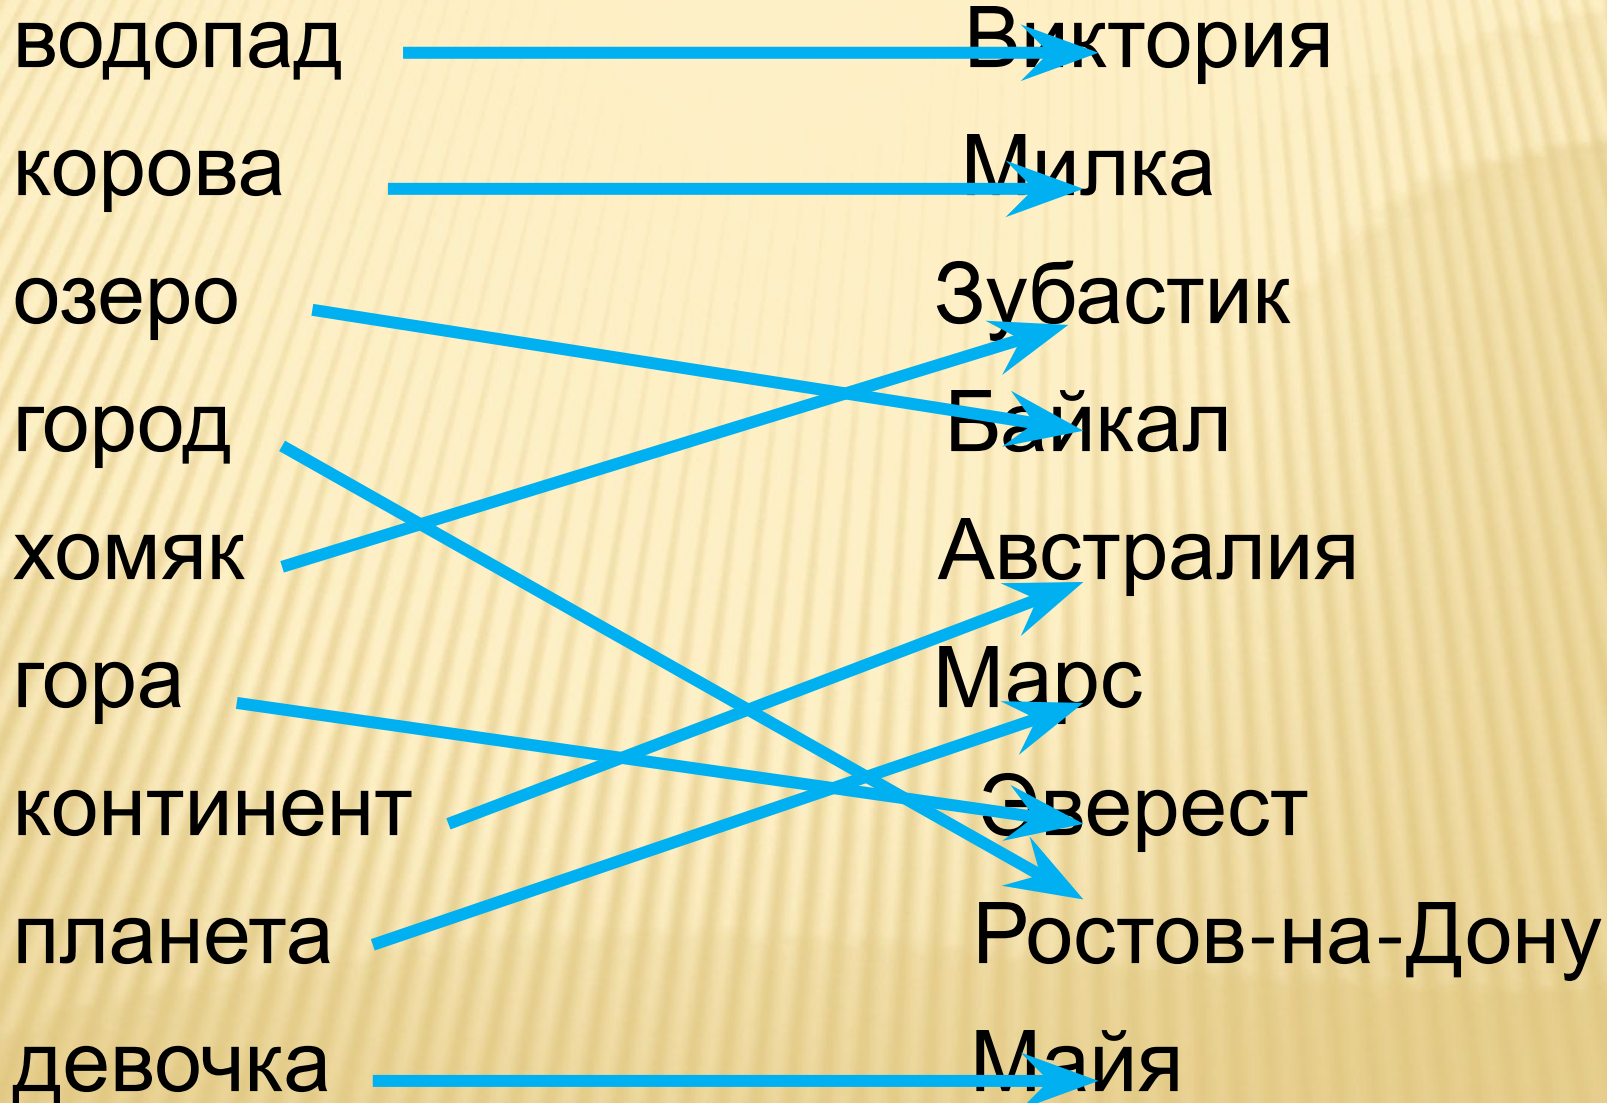 водопад Виктория
корова Милка
озеро Зубастик
город Байкал
хомяк Австралия
гора Марс
континент Эверест
планета Ростов-на-Дону
девочка Майя